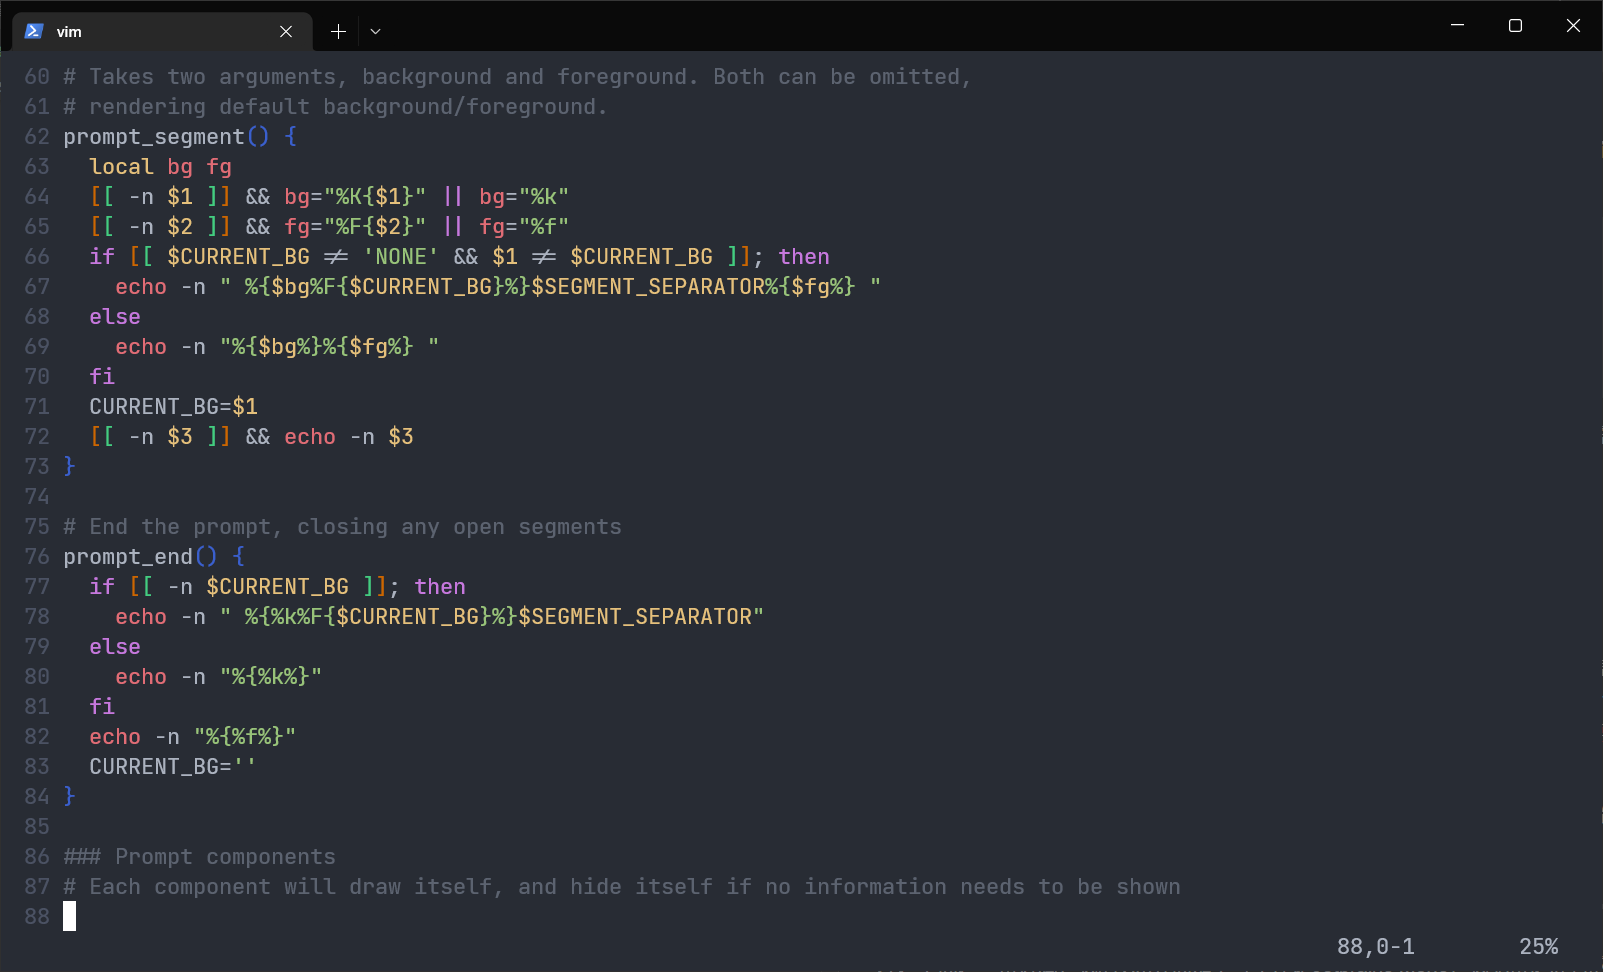 vim
60 # Takes two arguments, background and foreground. Both can be omitted,
61 # rendering default background/foreground.
62 prompt_segment() {
63   local bg fg
64   [[ -n $1 ]] && bg="%K{$1}" || bg="%k"
65   [[ -n $2 ]] && fg="%F{$2}" || fg="%f"
66   if [[ $CURRENT_BG != 'NONE' && $1 != $CURRENT_BG ]]; then
67     echo -n " %{$bg%F{$CURRENT_BG}%}$SEGMENT_SEPARATOR%{$fg%} "
68   else
69     echo -n "%{$bg%}%{$fg%} "
70   fi
71   CURRENT_BG=$1
72   [[ -n $3 ]] && echo -n $3
73 }
74
75 # End the prompt, closing any open segments
76 prompt_end() {
77   if [[ -n $CURRENT_BG ]]; then
78     echo -n " %{%k%F{$CURRENT_BG}%}$SEGMENT_SEPARATOR"
79   else
80     echo -n "%{%k%}"
81   fi
82   echo -n "%{%f%}"
83   CURRENT_BG=''
84 }
85
86 ### Prompt components
87 # Each component will draw itself, and hide itself if no information needs to be shown
88
88,0-1 25%